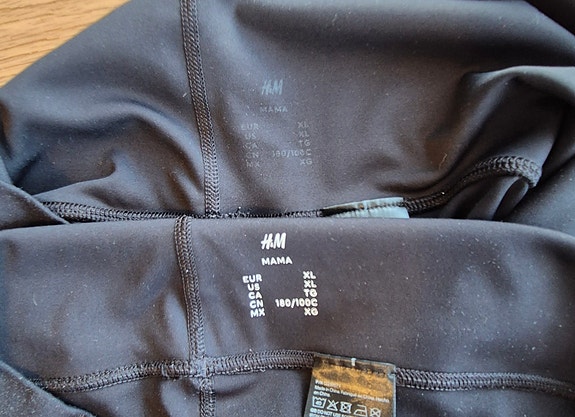 H&M
MAMA
EUR XL
US XL
CA TG
CN 180/100C
MX XG
H&M
MAMA
EUR XL
US XL
CA TG
CN 180/100C
MX XG